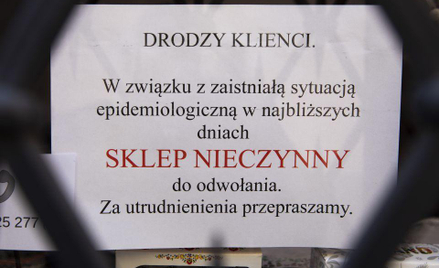 DRODZY KLIENCI.
W związku z zaistniałą sytuacją
epidemiologiczną w najbliższych
dniach
SKLEP NIECZYNNY
do odwołania.
Za utrudnienienia przepraszamy.
25 277